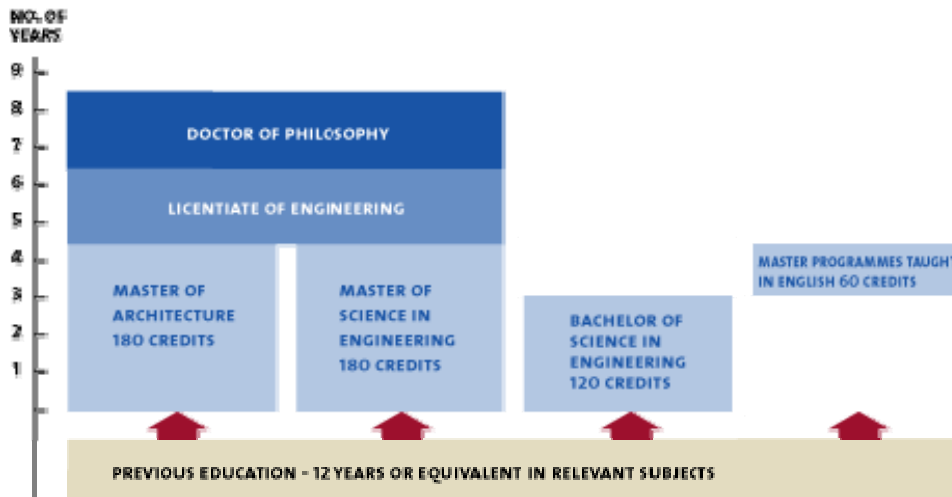 NO. OF
YEARS
9
8
7
6
5
4
3
2
1
DOCTOR OF PHILOSOPHY
LICENTIATE OF ENGINEERING
MASTER OF
ARCHITECTURE
180 CREDITS
MASTER OF
SCIENCE IN
ENGINEERING
180 CREDITS
BACHELOR OF
SCIENCE IN
ENGINEERING
120 CREDITS
MASTER PROGRAMMES TAUGHT
IN ENGLISH 60 CREDITS
PREVIOUS EDUCATION - 12 YEARS OR EQUIVALENT IN RELEVANT SUBJECTS